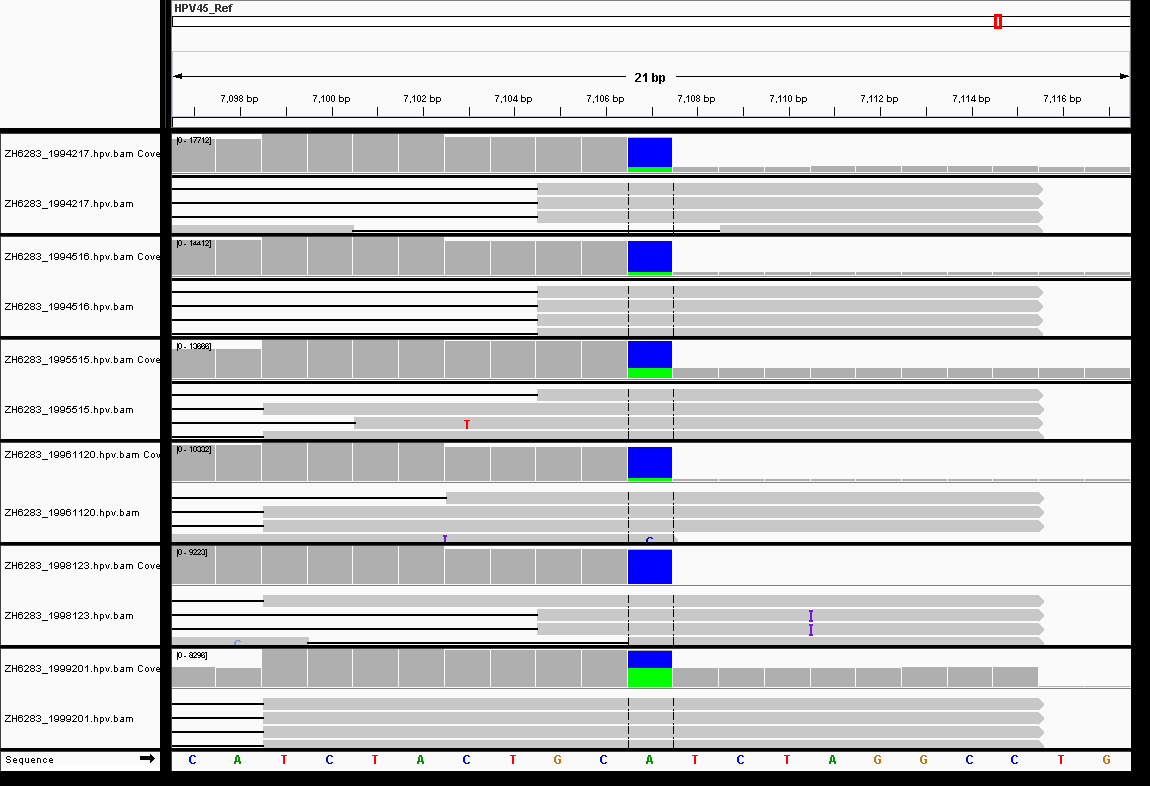 HPV45_Ref
21 bp
7,098 bp 7,100 bp 7,102 bp 7,104 bp 7,106 bp 7,108 bp 7,110 bp 7,112 bp 7,114 bp 7,116 bp
ZH6283_1994217.hpv.bam Cove
[0 - 17712]
ZH6283_1994217.hpv.bam
ZH6283_1994516.hpv.bam Cove
[0 - 14412]
ZH6283_1994516.hpv.bam
ZH6283_1995515.hpv.bam Cove
[0 - 13666]
ZH6283_1995515.hpv.bam
T
ZH6283_19961120.hpv.bam Cov
[0 - 10332]
ZH6283_19961120.hpv.bam
I C
ZH6283_1998123.hpv.bam Cove
[0 - 9223]
ZH6283_1998123.hpv.bam
I
I
C
ZH6283_1999201.hpv.bam Cove
[0 - 8296]
ZH6283_1999201.hpv.bam
Sequence C A T C T A C T G C A T C T A G G C C T G